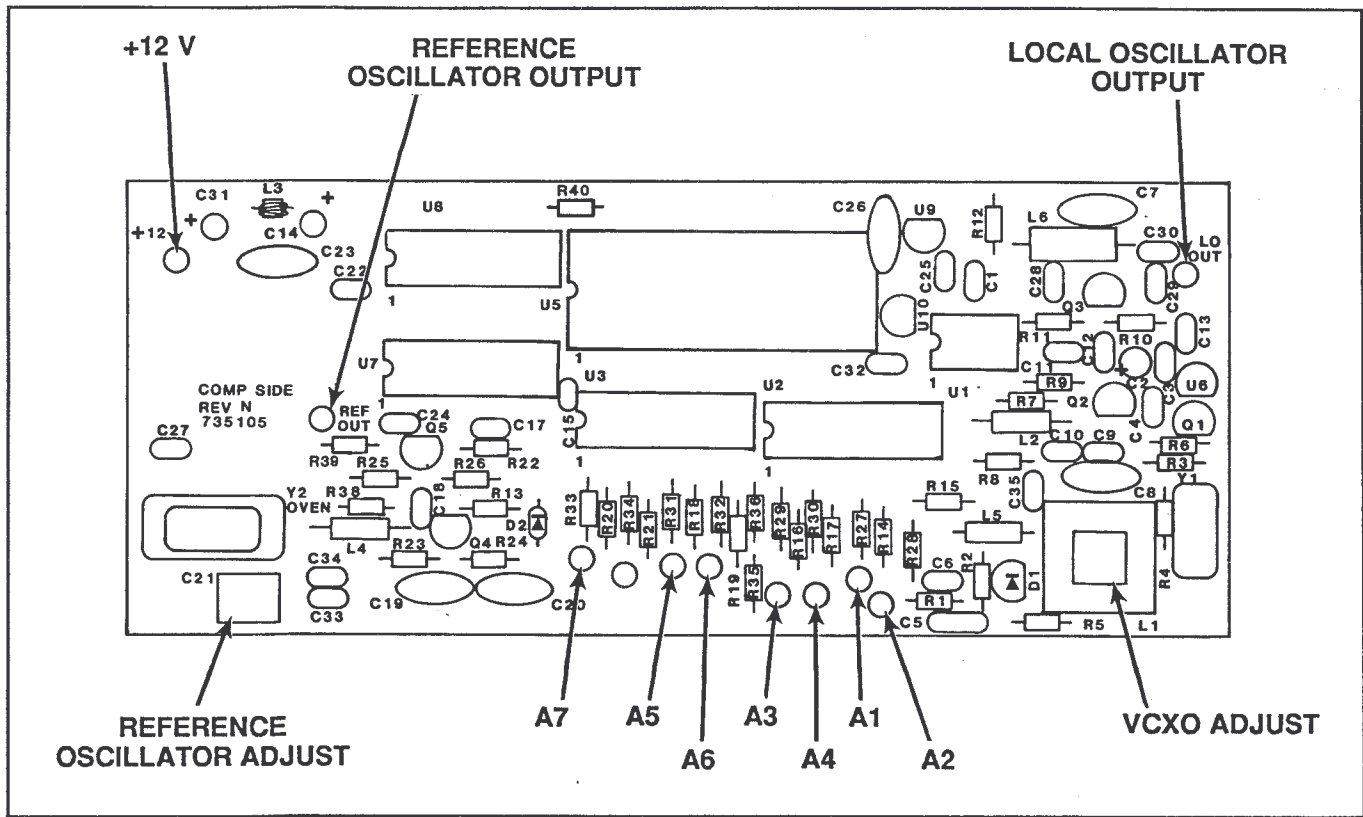 +12 V
REFERENCE
OSCILLATOR OUTPUT
LOCAL OSCILLATOR
OUTPUT
C31
L3
+
+
+12
C14
C23
C22
U8
R40
C26
U9
R12
L6
C7
C30
LO
OUT
C25
C1
C28
C29
1
U5
U10
Q3
C13
R11
R10
C12
U7
1
C32
C11
+
C2
C3
U6
COMP SIDE
REV N
735105
U3
U2
1
U1
R9
R7
Q2
C4
Q1
1
REF
OUT
C24
Q5
C17
C15
L2
C10
C9
R6
R3
C27
R39
R22
1
1
R8
Y1
R25
R26
C35
C8
Y2
OVEN
R38
C18
R13
D2
R33
R20
R34
R21
R31
R18
R32
R36
R29
R16
R30
R17
R27
R14
R28
R15
L5
L4
R23
Q4
R24
R19
R35
R2
D1
R4
C21
C34
C33
C19
C20
C6
R1
C5
R5
L1
REFERENCE
OSCILLATOR ADJUST
A7
A5
A6
A3
A4
A1
A2
VCXO ADJUST